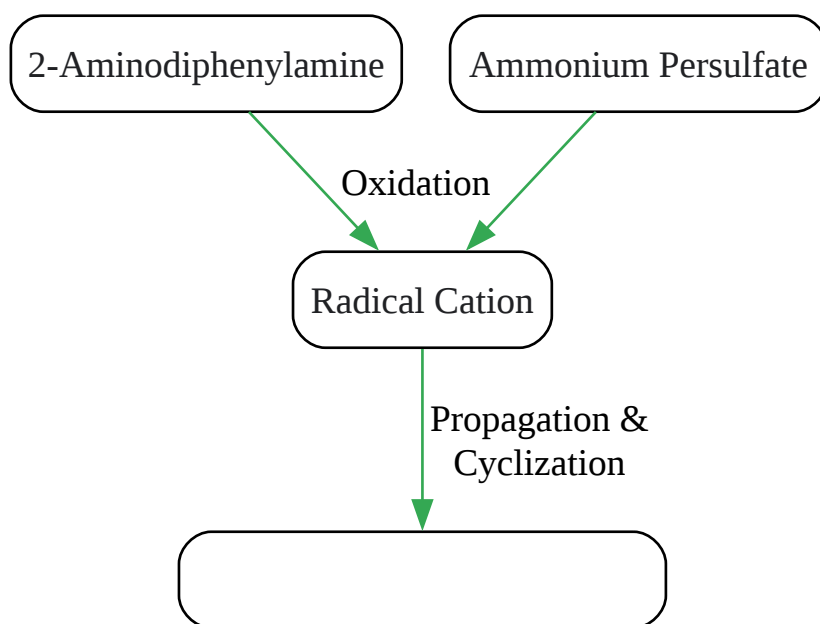 2-Aminodiphenylamine
Ammonium Persulfate
Oxidation
Radical Cation
Propagation &
Cyclization